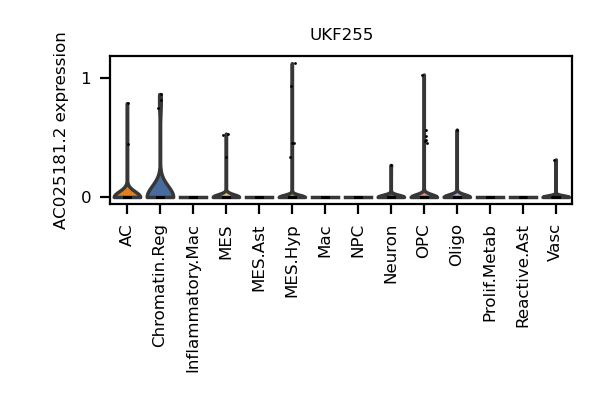 UKF255
AC025181.2 expression
1
0
AC
Chromatin.Reg
Inflammatory.Mac
MES
MES.Ast
MES.Hyp
Mac
NPC
Neuron
OPC
Oligo
Prolif.Metab
Reactive.Ast
Vasc